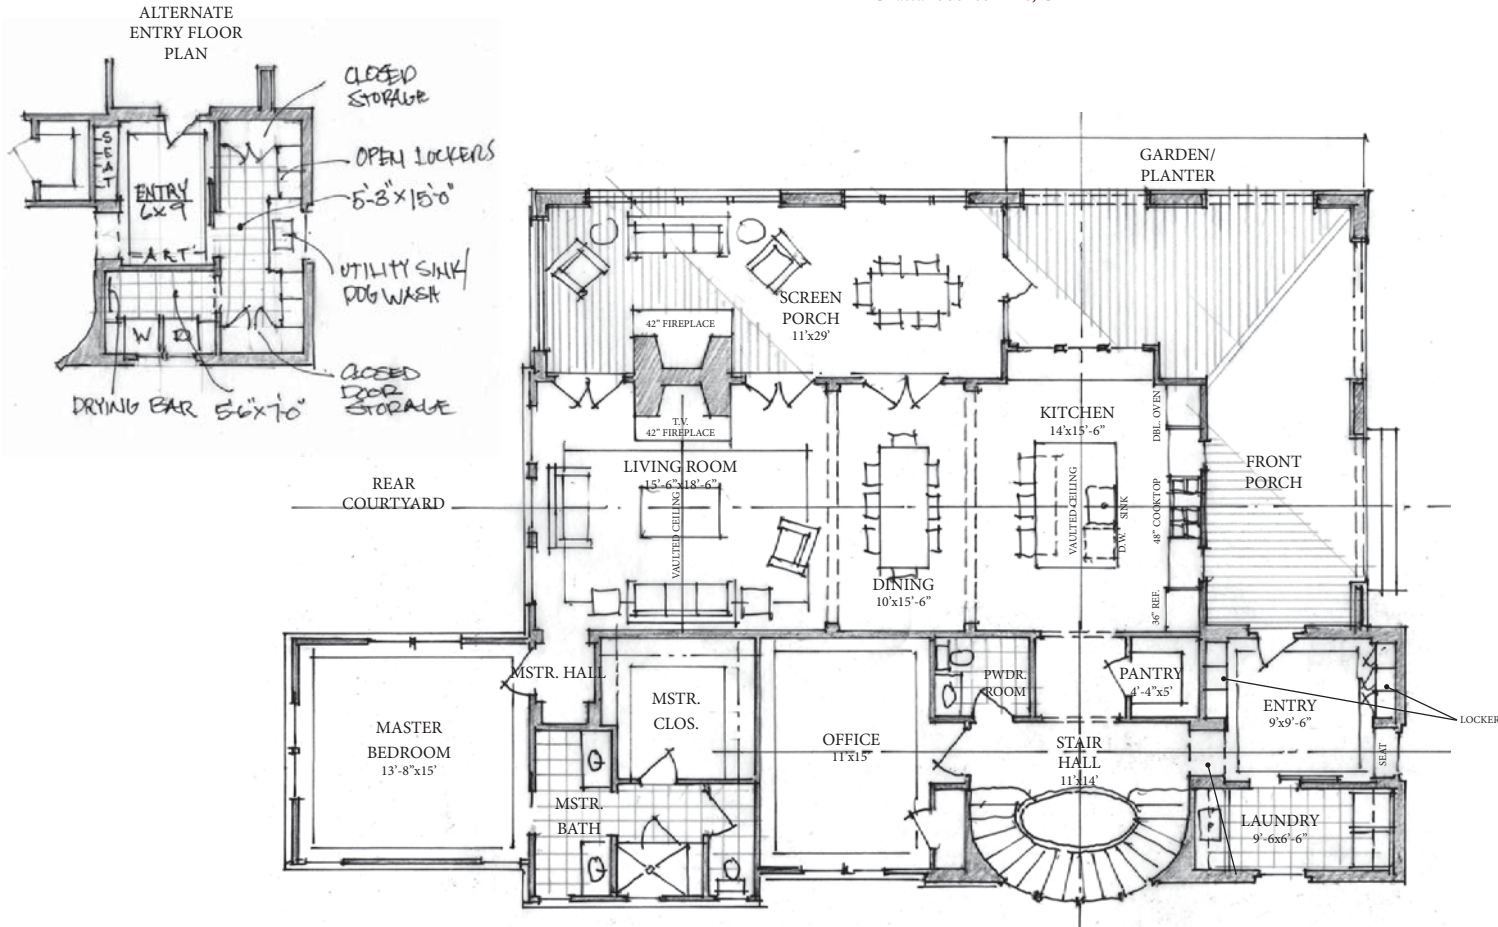 ALTERNATE
ENTRY FLOOR
PLAN
CLOSED
STORAGE
OPEN LOCKERS
5'-3"X15'-0"
SEAT
ENTRY
6x9
ART
UTILITY SINK/
DOG WASH
W D
CLOSED
DOOR
STORAGE
DRYING BAR 5'6"x7'-0"
GARDEN/
PLANTER
SCREEN
PORCH
11'x29'
42" FIREPLACE
T.V.
42" FIREPLACE
KITCHEN
14'x15'-6"
DBL. OVEN
LIVING ROOM
15'-6"x18'-6"
VAULTED CEILING
REAR
COURTYARD
FRONT
PORCH
VAULTED CEILING
SINK
D.W.
48" COOKTOP
36" REF.
DINING
10'x15'-6"
MSTR. HALL
MSTR.
CLOS.
PWDR.
ROOM
PANTRY
4'-4"x5'
ENTRY
9'x9'-6"
LOCKER
SEAT
MASTER
BEDROOM
13'-8"x15'
OFFICE
11'x15'
STAIR
HALL
11'x14'
MSTR.
BATH
LAUNDRY
9'-6x6'-6"